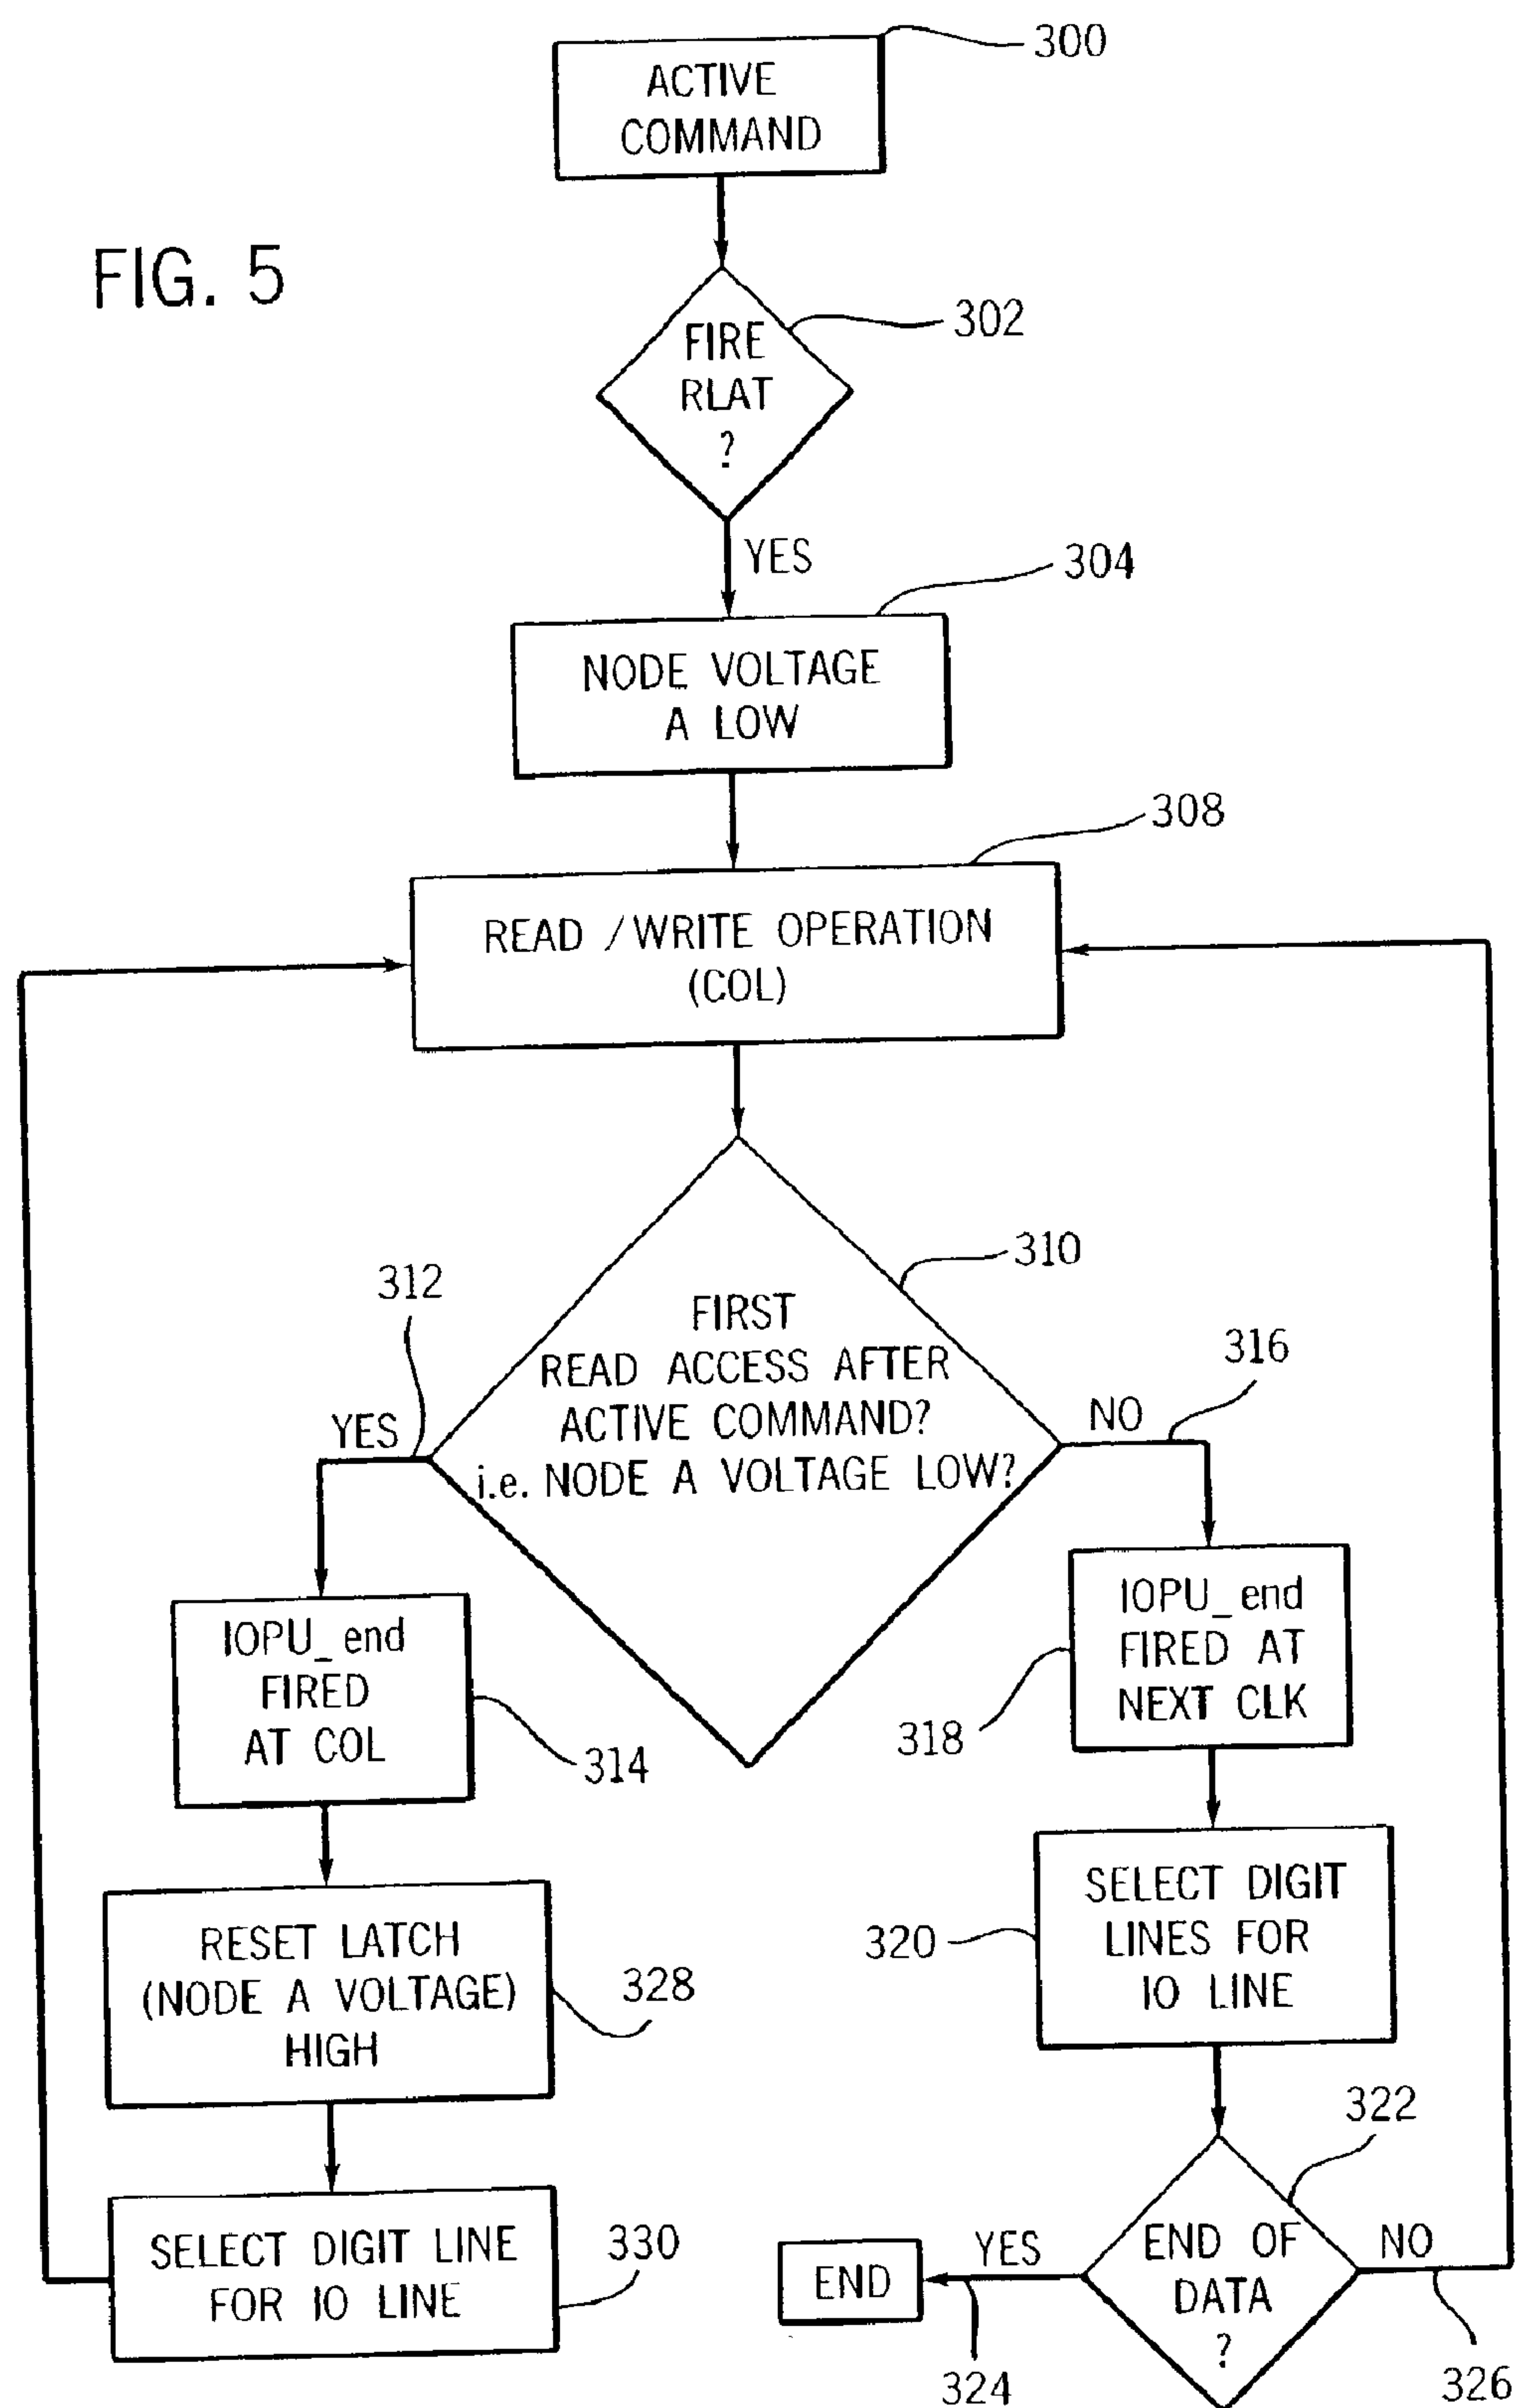 300
ACTIVE
COMMAND
FIG. 5
302
FIRE
RLAT
?
YES
304
NODE VOLTAGE
A LOW
308
READ /WRITE OPERATION
(COL)
310
312
FIRST
READ ACCESS AFTER
ACTIVE COMMAND?
i.e. NODE A VOLTAGE LOW?
YES
NO
316
IOPU_end
FIRED
AT COL
314
IOPU_end
FIRED AT
NEXT CLK
318
RESET LATCH
(NODE A VOLTAGE)
HIGH
328
SELECT DIGIT
LINES FOR
IO LINE
320
322
SELECT DIGIT LINE
FOR IO LINE
330
END
YES
END OF
DATA
?
NO
324
326